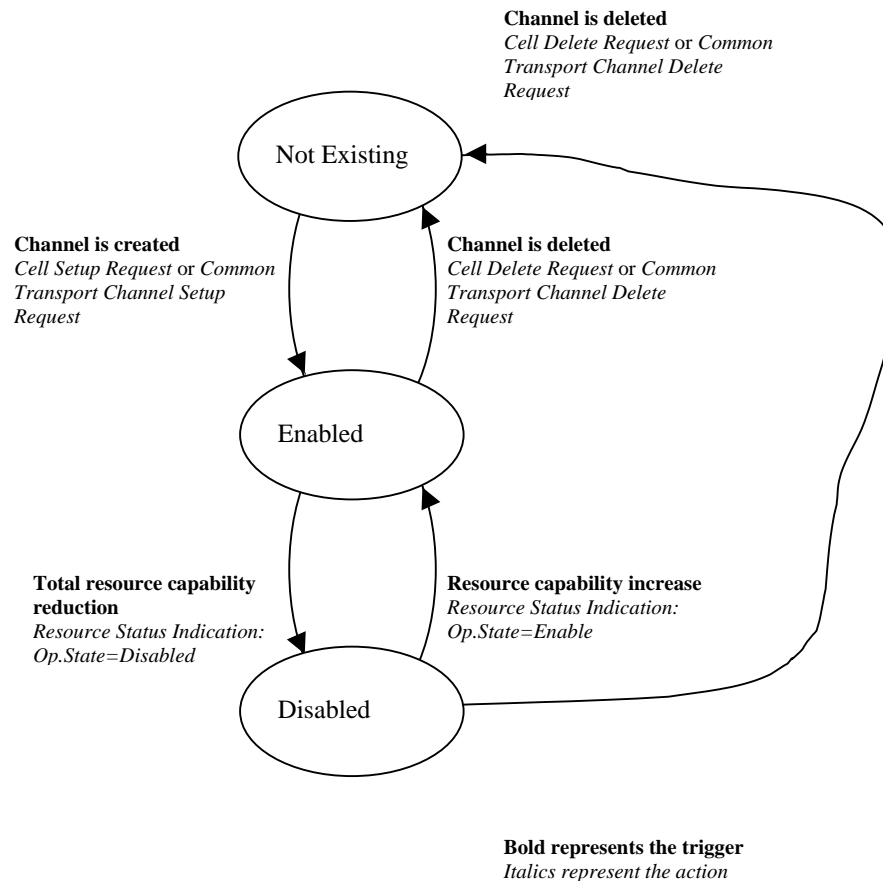 Channel is deleted
Cell Delete Request or Common
Transport Channel Delete
Request
Not Existing
Channel is created
Cell Setup Request or Common
Transport Channel Setup
Request
Channel is deleted
Cell Delete Request or Common
Transport Channel Delete
Request
Enabled
Total resource capability
reduction
Resource Status Indication:
Op.State=Disabled
Resource capability increase
Resource Status Indication:
Op.State=Enable
Disabled
Bold represents the trigger
Italics represent the action